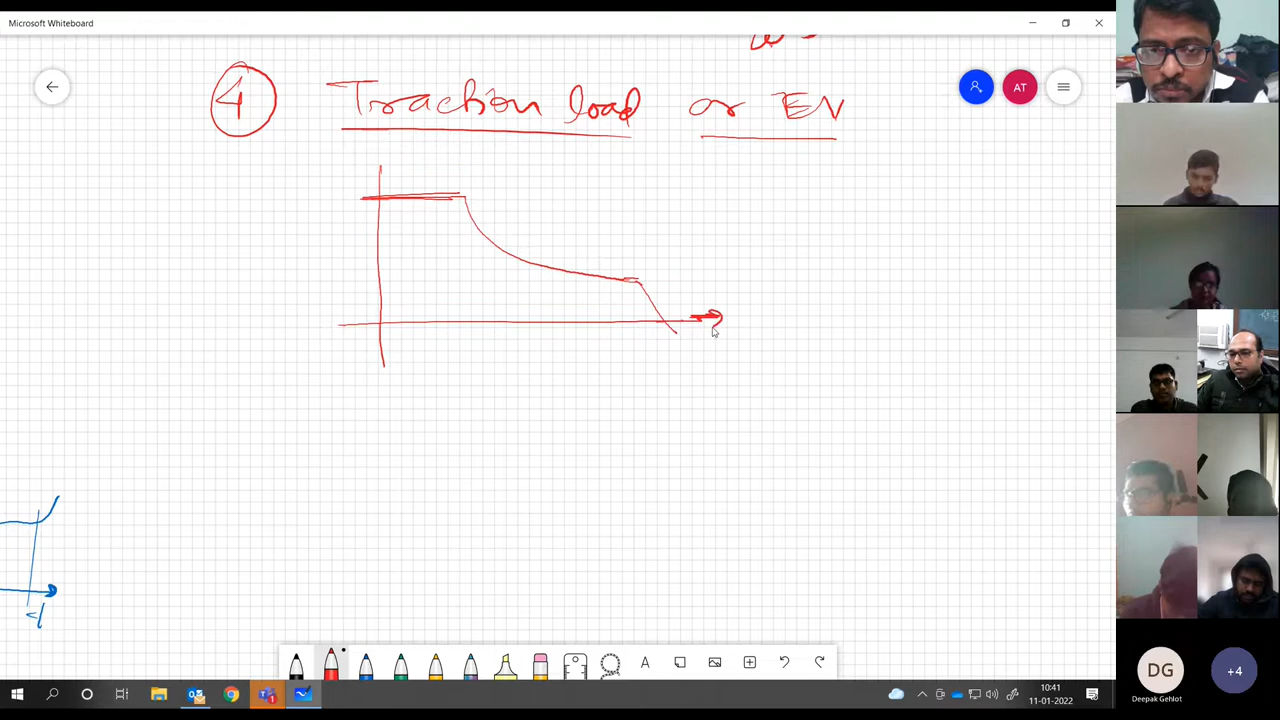 Microsoft Whiteboard
4 Traction load or EV
AT
DG
+4
Deepak Gehlot
A
10:41
11-01-2022